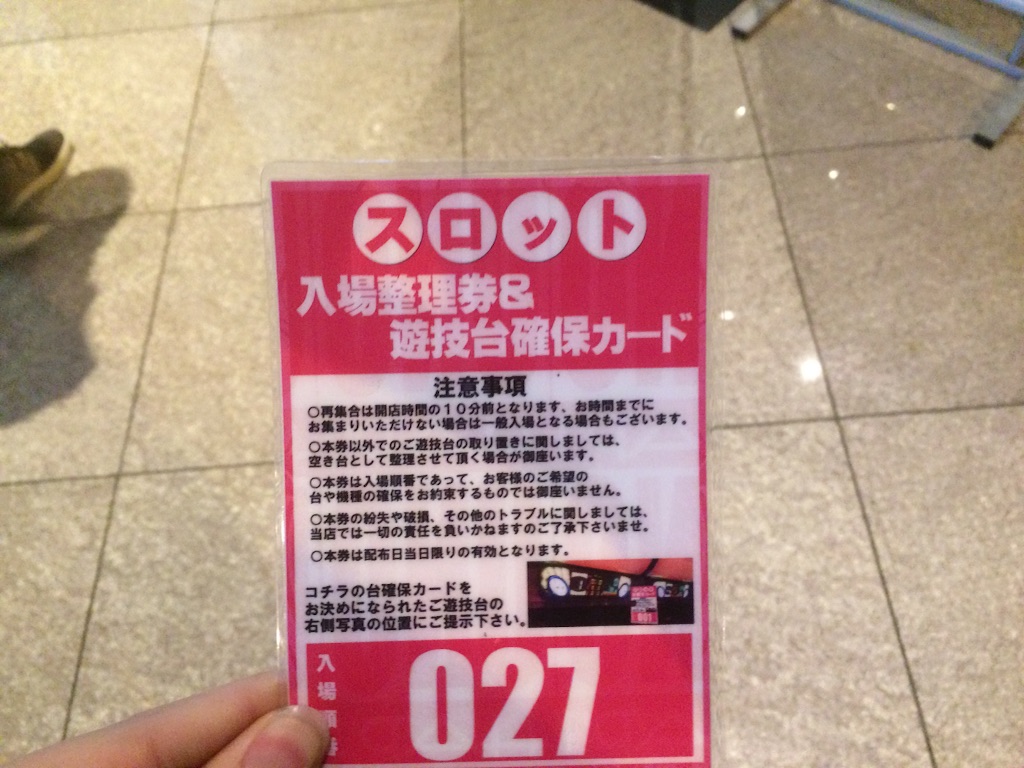 スロット
入場整理券&
遊技台確保カード
注意事項
○再集合は開店時間の10分前となります、お時間までに
お集まりいただけない場合は一般入場となる場合もございます。
○本券以外でのご遊技台の取り置きに関しましては、
空き台として整理させて頂く場合が御座います。
○本券は入場順番であって、お客様のご希望の
台や機種の確保をお約束するものでは御座いません。
○本券の紛失や破損、その他のトラブルに関しましては、
当店では一切の責任を負いかねますのご了承下さいませ。
○本券は配布日当日限りの有効となります。
コチラの台確保カードを
お決めになられたご遊技台の
右側写真の位置にご提示下さい。
001
入場順番
027